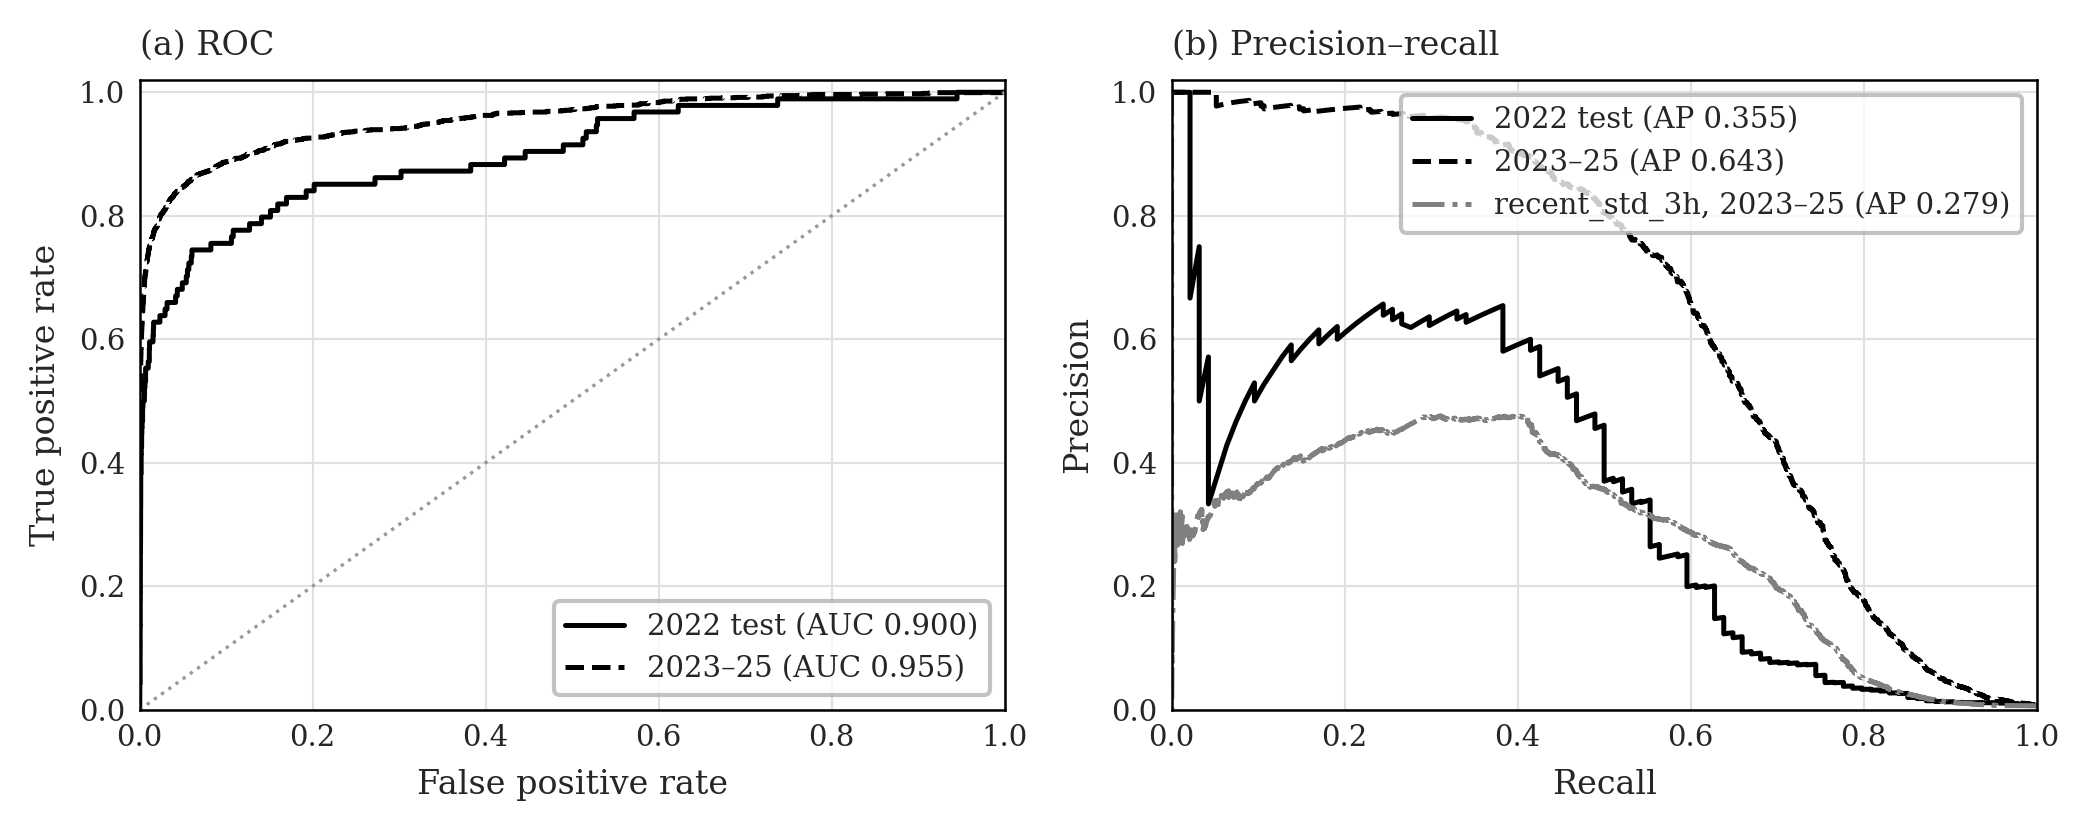 (a) ROC
1.0
0.8
0.6
0.4
0.2
0.0
True positive rate
0.0 0.2 0.4 0.6 0.8 1.0
False positive rate
2022 test (AUC 0.900)
2023–25 (AUC 0.955)
(b) Precision–recall
1.0
0.8
0.6
0.4
0.2
0.0
Precision
0.0 0.2 0.4 0.6 0.8 1.0
Recall
2022 test (AP 0.355)
2023–25 (AP 0.643)
recent_std_3h, 2023–25 (AP 0.279)